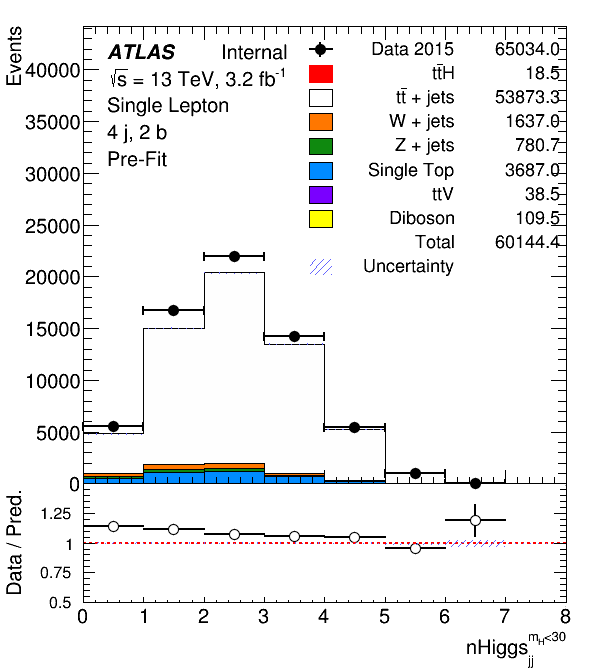 Events
40000
35000
30000
25000
20000
15000
10000
5000
0
ATLAS Internal
√s = 13 TeV, 3.2 fb-1
Single Lepton
4 j, 2 b
Pre-Fit
Data 2015 65034.0
tt̄H 18.5
tt̄ + jets 53873.3
W + jets 1637.0
Z + jets 780.7
Single Top 3687.0
ttV 38.5
Diboson 109.5
Total 60144.4
Uncertainty
Data / Pred.
1.25
1
0.75
0.5
0 1 2 3 4 5 6 7 8
nHiggs jj mH<30